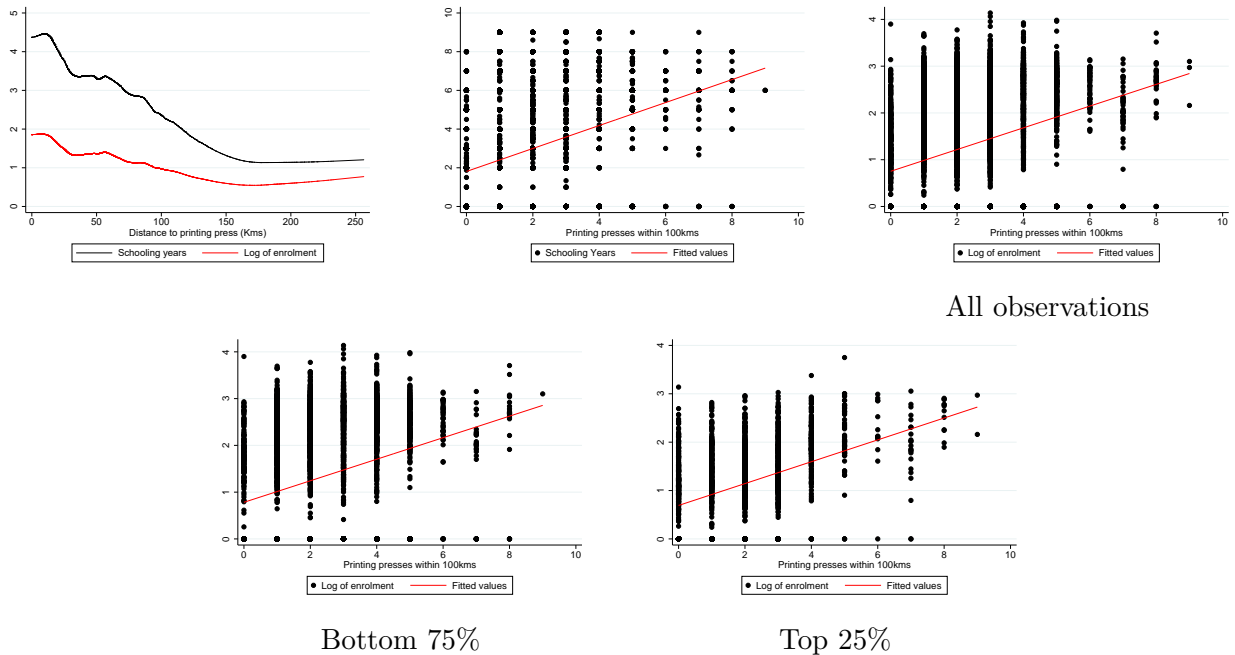 5
4
3
2
1
0
0 50 100 150 200 250
Distance to printing press (Kms)
Schooling years Log of enrolment
10
9
8
7
6
5
4
3
2
1
0
0 2 4 6 8 10
Printing presses within 100kms
Schooling Years Fitted values
4
3
2
1
0
0 2 4 6 8 10
Printing presses within 100kms
Log of enrolment Fitted values
All observations
4
3
2
1
0
0 2 4 6 8 10
Printing presses within 100kms
Log of enrolment Fitted values
Bottom 75%
4
3
2
1
0
0 2 4 6 8 10
Printing presses within 100kms
Log of enrolment Fitted values
Top 25%